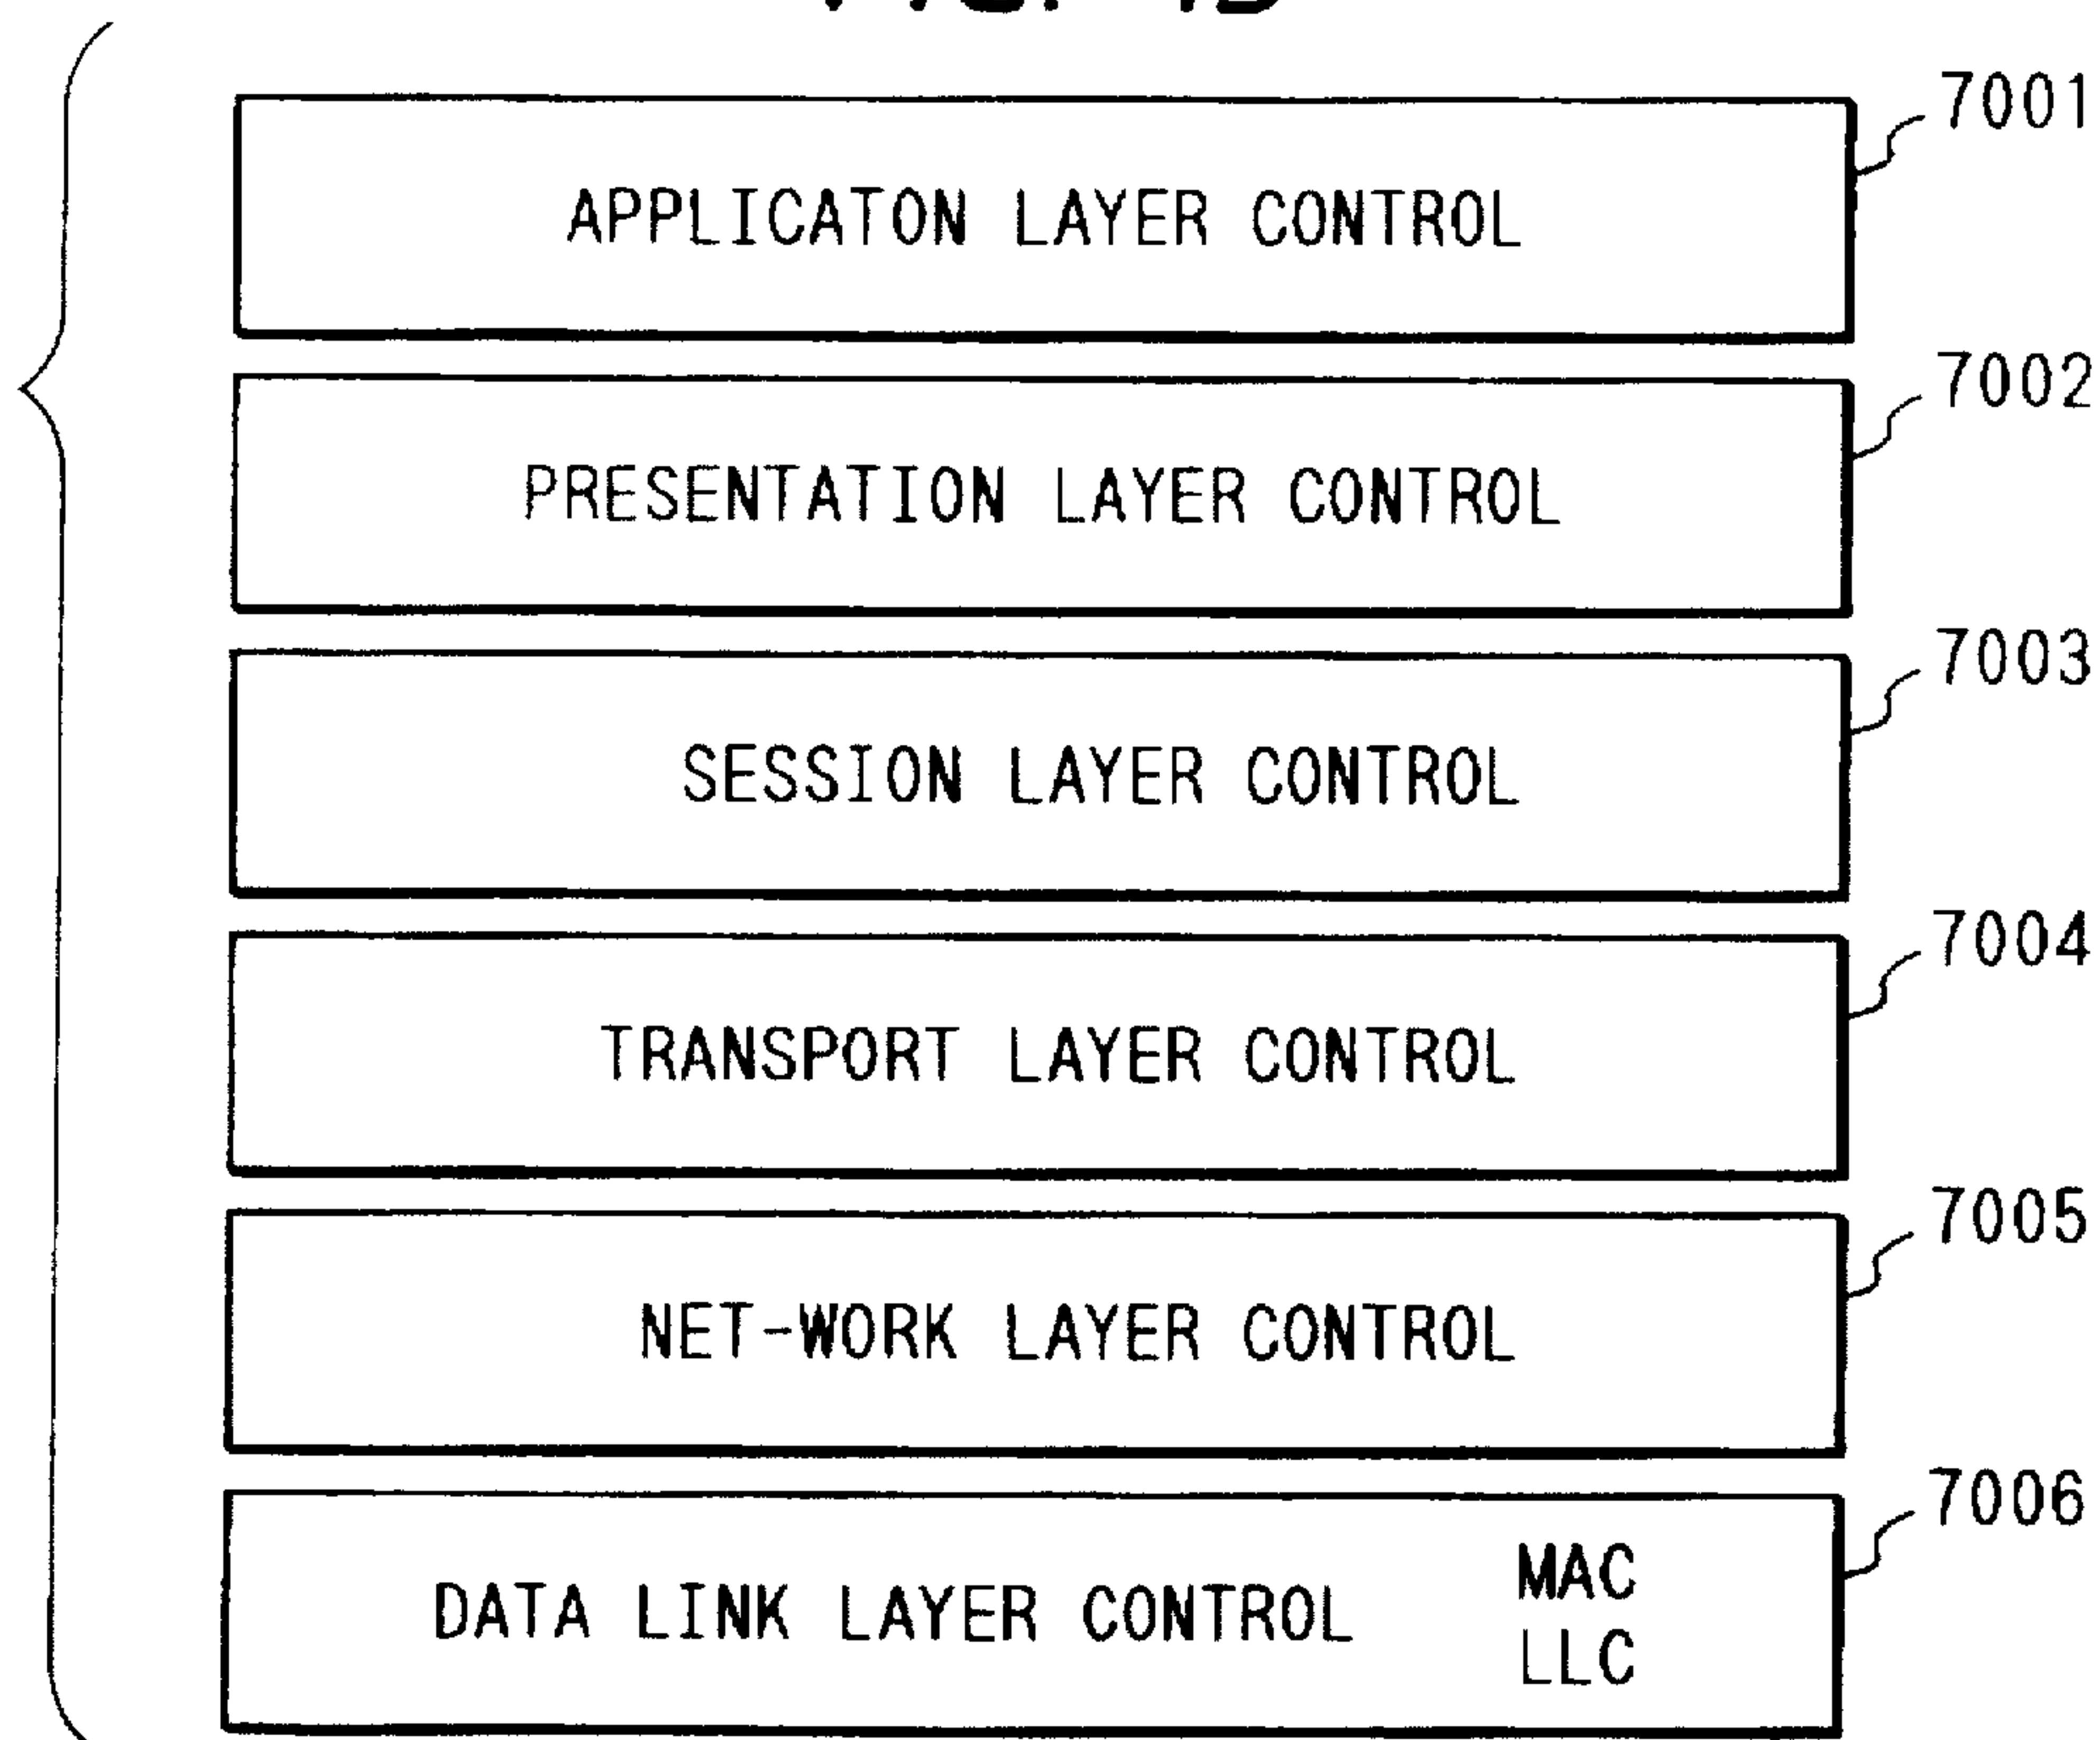 7001
APPLICATON LAYER CONTROL
7002
PRESENTATION LAYER CONTROL
7003
SESSION LAYER CONTROL
7004
TRANSPORT LAYER CONTROL
7005
NET-WORK LAYER CONTROL
7006
DATA LINK LAYER CONTROL
MAC
LLC